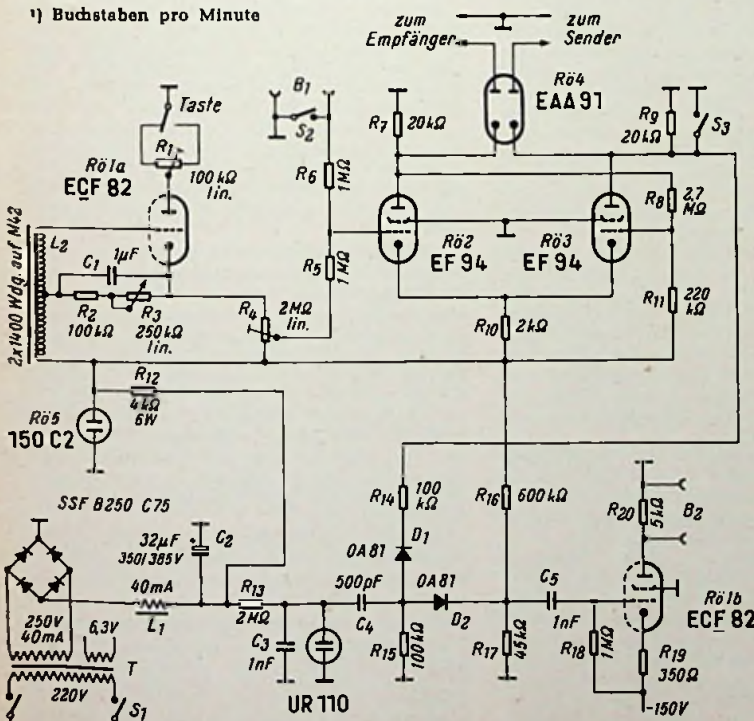 ¹) Buchstaben pro Minute
zum
Empfänger
zum
Sender
Taste
R1
100kΩ
lin.
Rö1a
ECF 82
B1
S2
R6
1MΩ
R5
1MΩ
R7
20kΩ
Rö4
EAA91
R9
20kΩ
S3
R8
2,7
MΩ
Rö2
EF 94
Rö3
EF 94
R11
220
kΩ
R10
2kΩ
2x1400 Wdg. auf M42
L2
C1
1µF
R2
100kΩ
R3
250kΩ
lin.
R4
2MΩ
lin.
R12
4kΩ
6W
Rö5
150 C2
SSF B250 C75
32µF
350/385V
C2
40mA
L1
R13
2MΩ
250V
40mA
6,3V
T
220V
S1
C3
1nF
UR 110
500pF
C4
R14
100
kΩ
D1
OA81
OA81
D2
R15
100kΩ
R16
600kΩ
R17
45kΩ
C5
1nF
R18
1MΩ
R20
5kΩ
B2
Rö1b
ECF 82
R19
350Ω
-150V